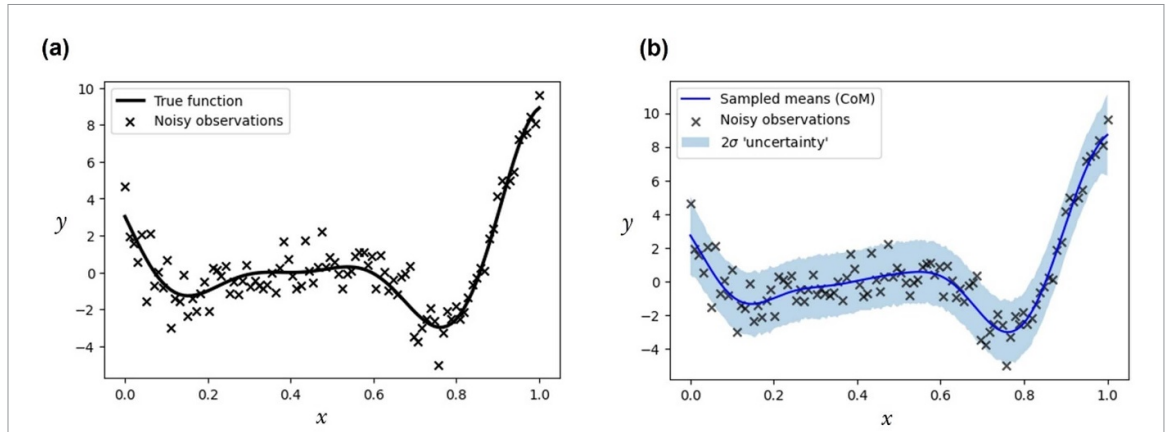 (a)
(b)
True function
Noisy observations
10
8
6
4
2
0
−2
−4
y
0.0
0.2
0.4
0.6
0.8
1.0
x
Sampled means (CoM)
Noisy observations
2σ 'uncertainty'
10
8
6
4
2
0
−2
−4
y
0.0
0.2
0.4
0.6
0.8
1.0
x